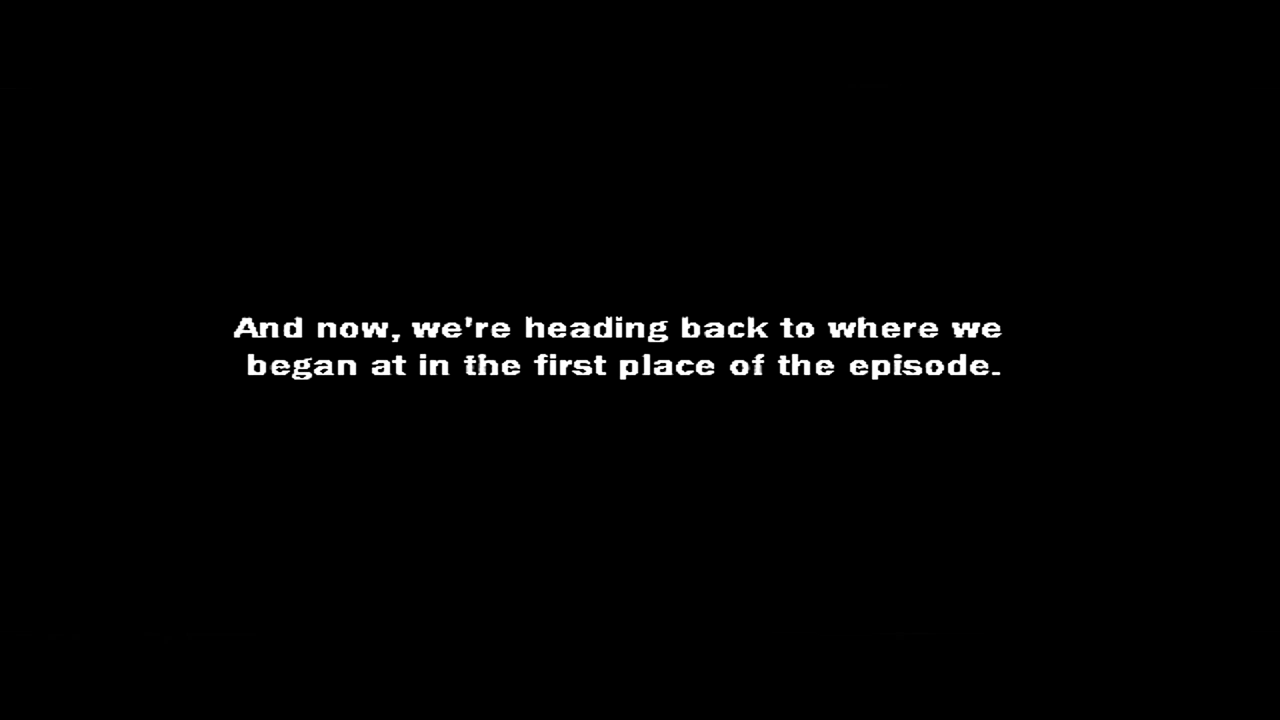 And now, we're heading back to where we
began at in the first place of the episode.